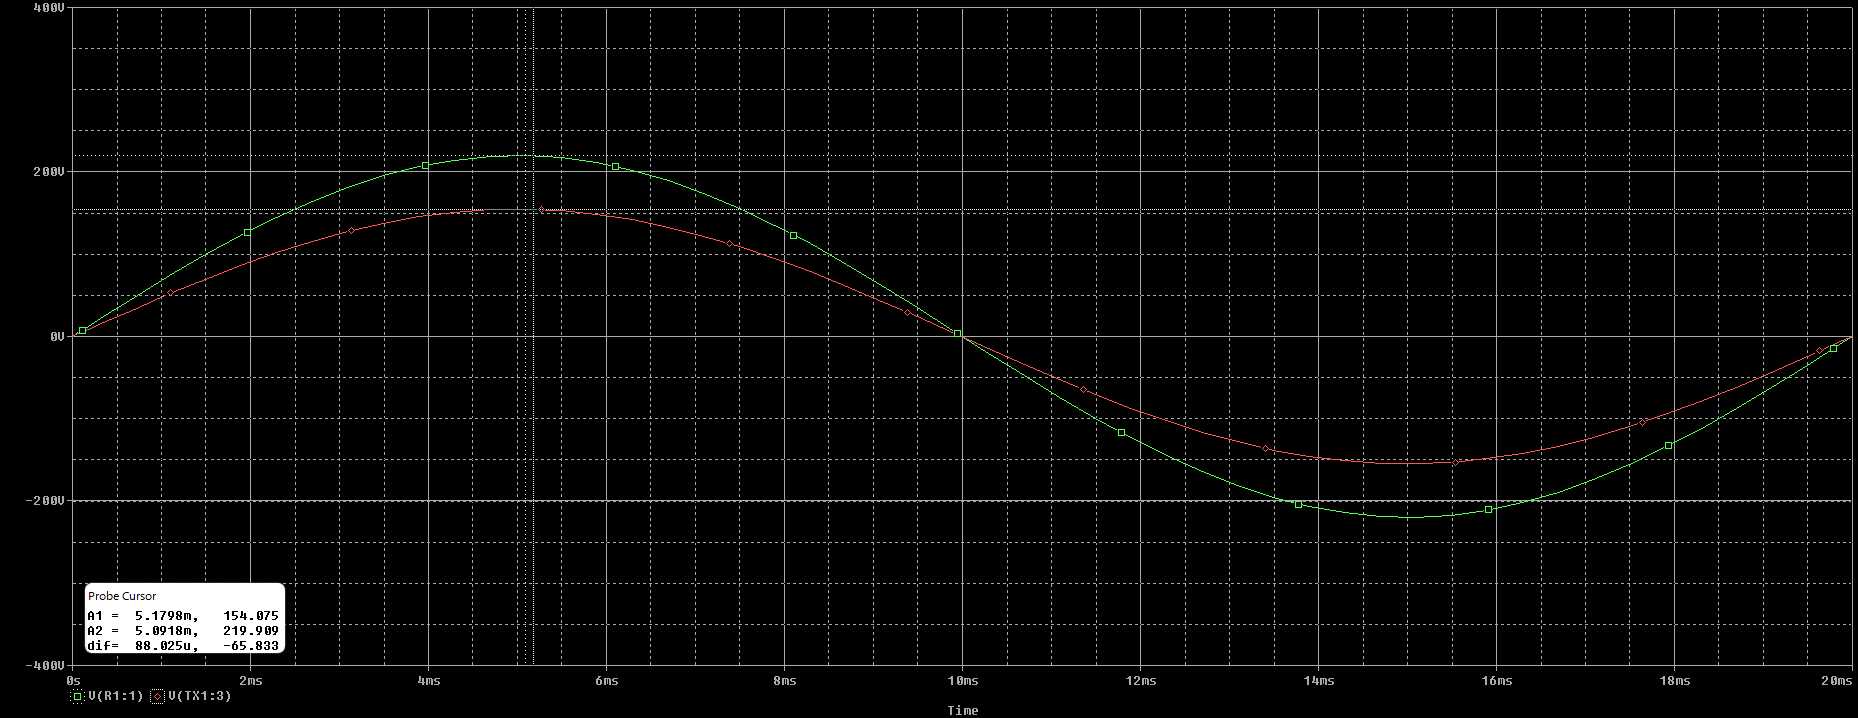 400V
200V
0V
-200V
-400V
Probe Cursor
A1 = 5.1798m, 154.075
A2 = 5.0918m, 219.909
dif= 88.025u, -65.833
0s 2ms 4ms 6ms 8ms 10ms 12ms 14ms 16ms 18ms 20ms
V(R1:1) V(TX1:3)
Time